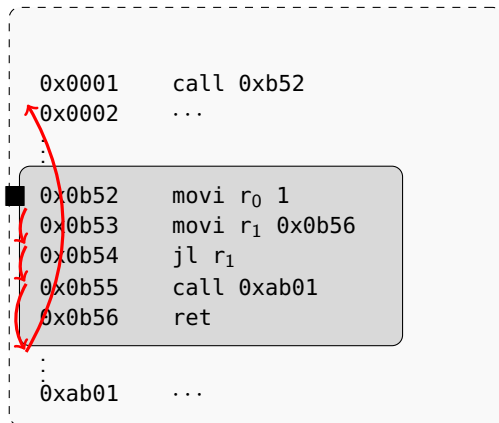 0x0001 call 0xb52
0x0002 ⋯
⋮
0x0b52 movi r₀ 1
0x0b53 movi r₁ 0x0b56
0x0b54 jl r₁
0x0b55 call 0xab01
0x0b56 ret
⋮
0xab01 ⋯